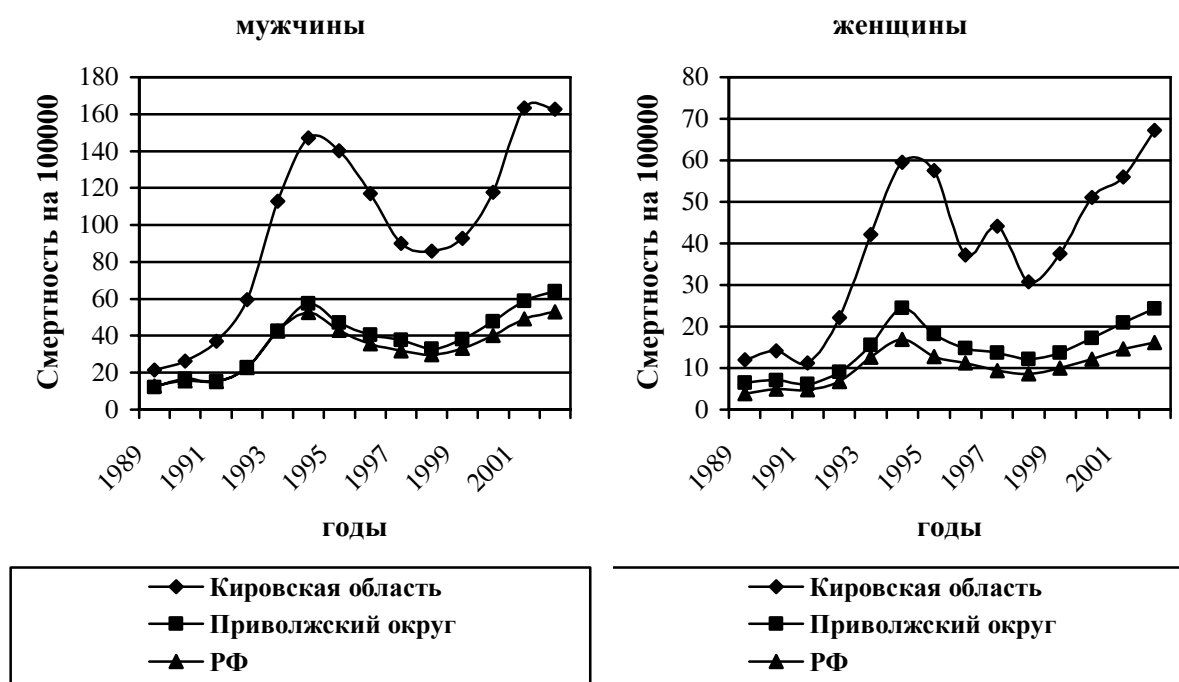 мужчины
Смертность на 100000
180
160
140
120
100
80
60
40
20
0
1989
1991
1993
1995
1997
1999
2001
годы
Кировская область
Приволжский округ
РФ
женщины
Смертность на 100000
80
70
60
50
40
30
20
10
0
1989
1991
1993
1995
1997
1999
2001
годы
Кировская область
Приволжский округ
РФ